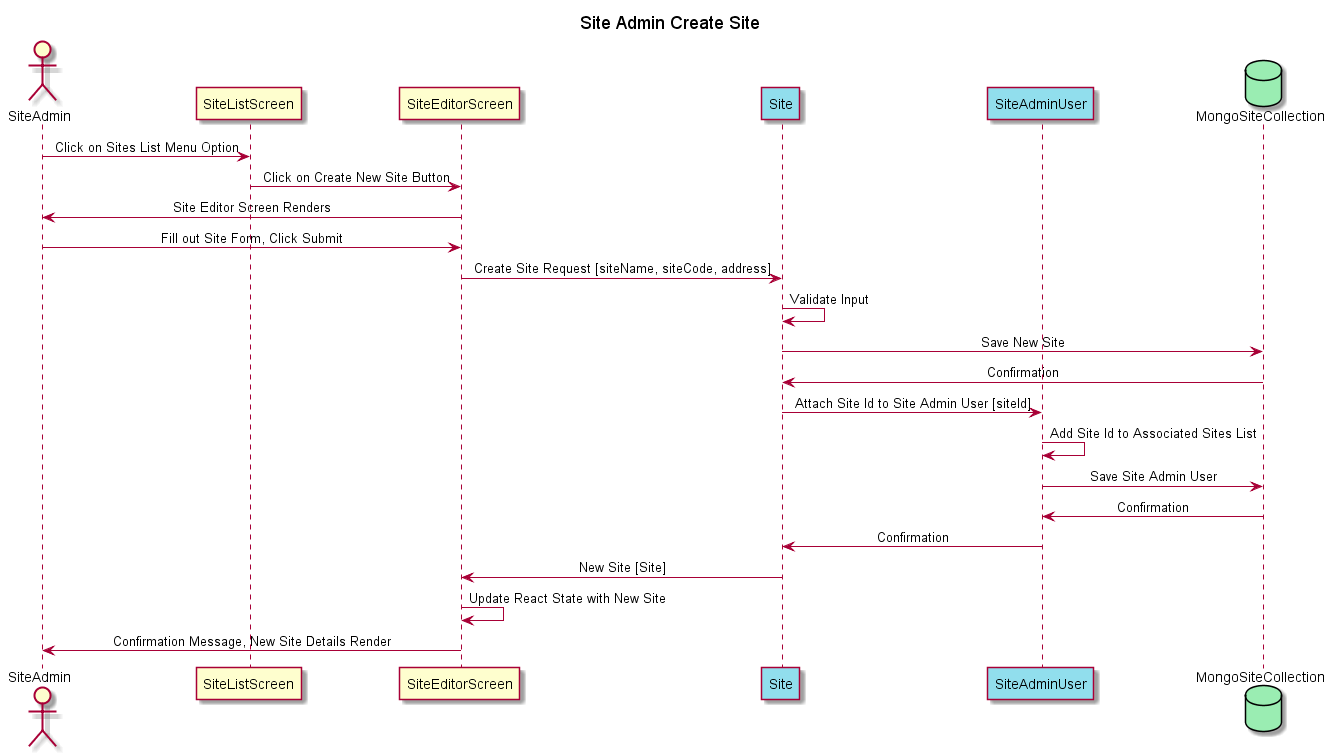 Site Admin Create Site
SiteAdmin
SiteListScreen
SiteEditorScreen
Site
SiteAdminUser
MongoSiteCollection
Click on Sites List Menu Option
Click on Create New Site Button
Site Editor Screen Renders
Fill out Site Form, Click Submit
Create Site Request [siteName, siteCode, address]
Validate Input
Save New Site
Confirmation
Attach Site Id to Site Admin User [siteId]
Add Site Id to Associated Sites List
Save Site Admin User
Confirmation
Confirmation
New Site [Site]
Update React State with New Site
Confirmation Message, New Site Details Render
SiteAdmin
SiteListScreen
SiteEditorScreen
Site
SiteAdminUser
MongoSiteCollection